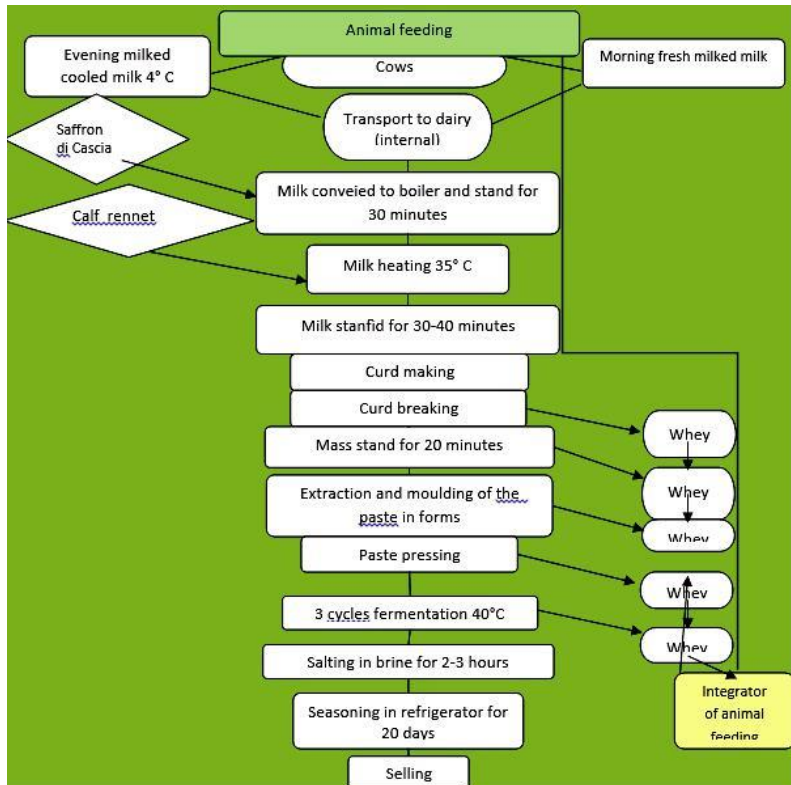 Animal feeding
Evening milked
cooled milk 4° C
Cows
Morning fresh milked milk
Transport to dairy
(internal)
Saffron
di Cascia
Milk conveied to boiler and stand for
30 minutes
Calf rennet
Milk heating 35° C
Milk stanfid for 30-40 minutes
Curd making
Curd breaking
Whey
Mass stand for 20 minutes
Whey
Extraction and moulding of the
paste in forms
Whey
Paste pressing
Whey
3 cycles fermentation 40°C
Whey
Salting in brine for 2-3 hours
Integrator
of animal
feeding
Seasoning in refrigerator for
20 days
Selling